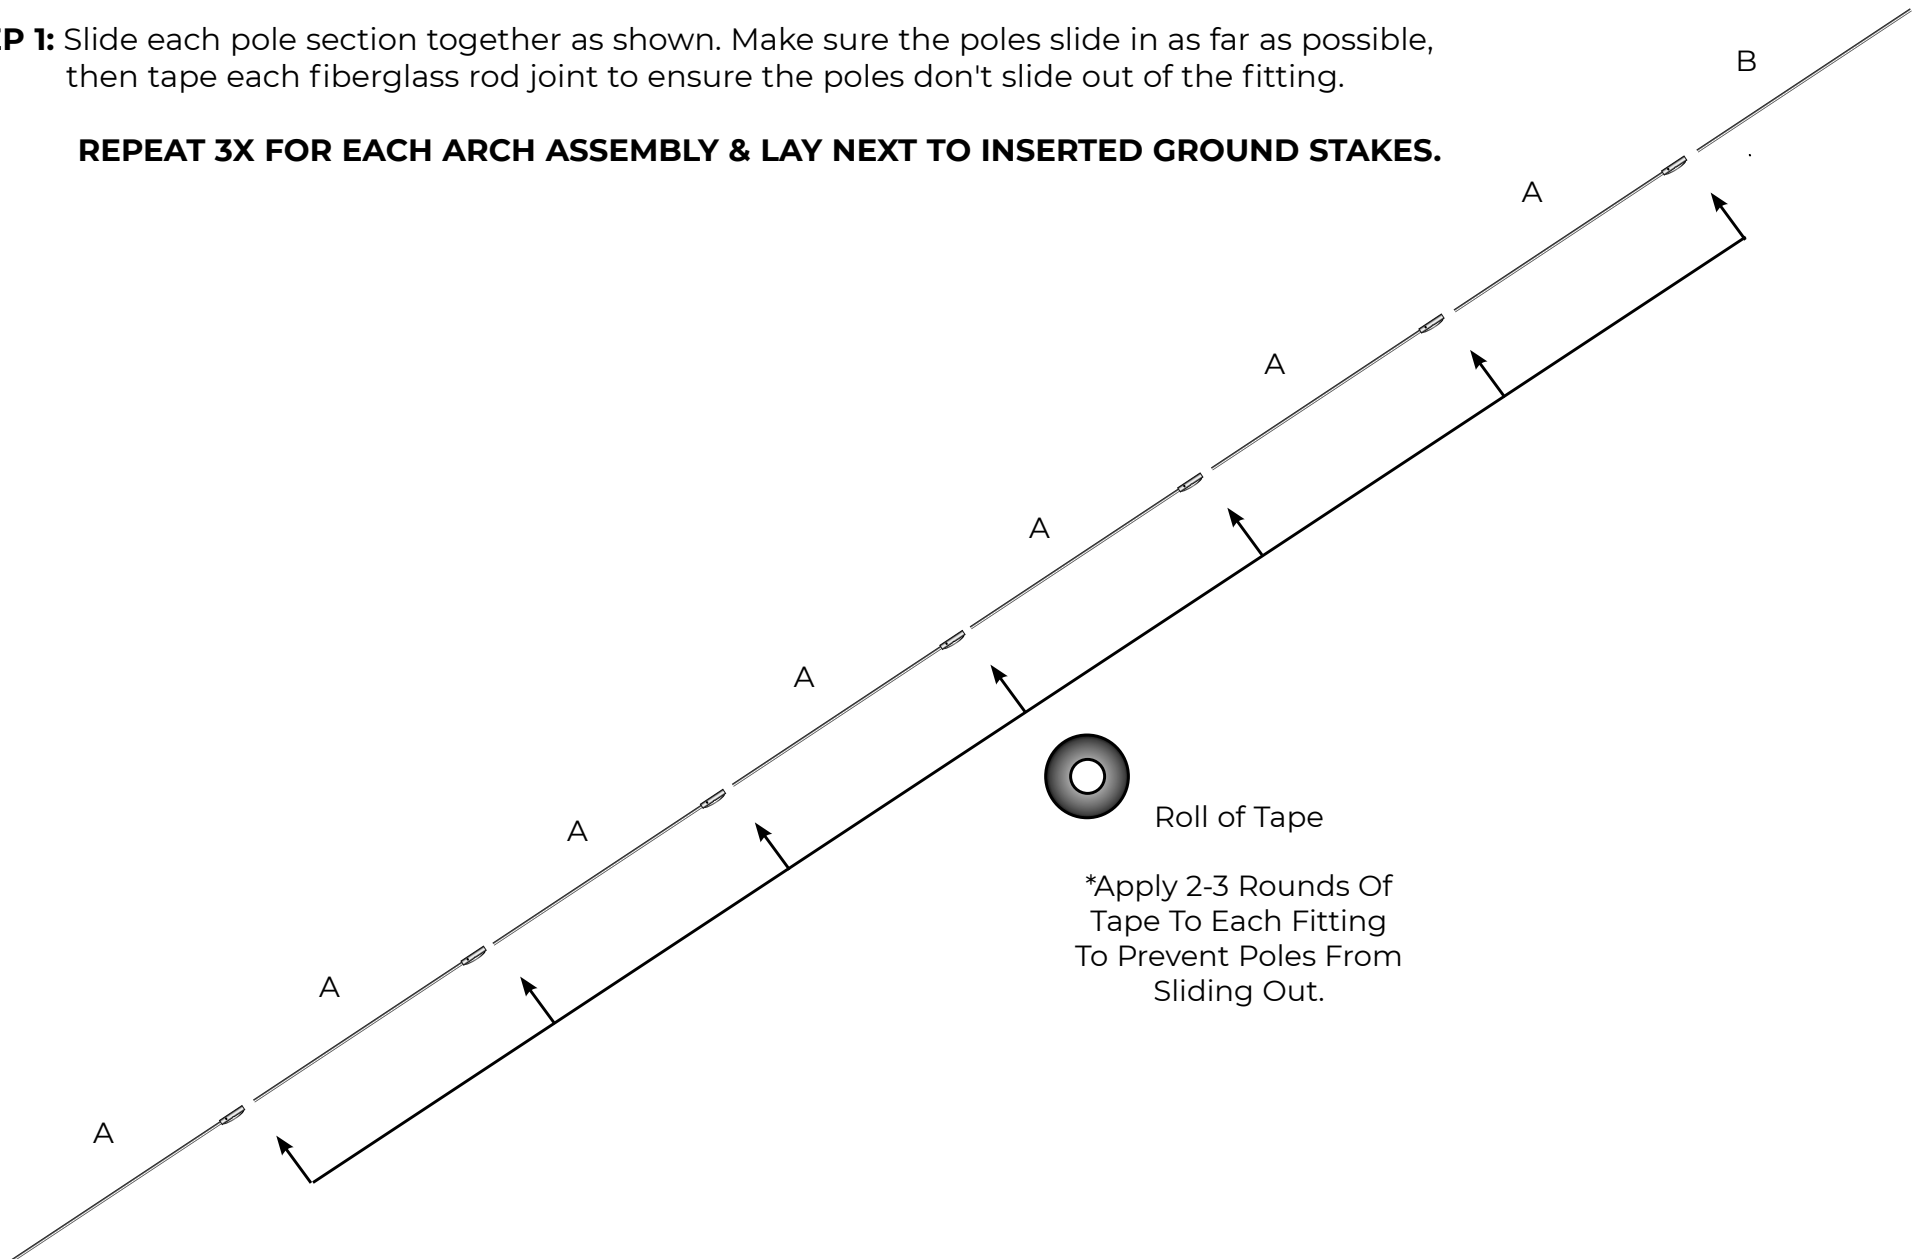 EP 1: Slide each pole section together as shown. Make sure the poles slide in as far as possible,
then tape each fiberglass rod joint to ensure the poles don't slide out of the fitting.
REPEAT 3X FOR EACH ARCH ASSEMBLY & LAY NEXT TO INSERTED GROUND STAKES.
B
A
A
A
A
A
A
A
Roll of Tape
*Apply 2-3 Rounds Of
Tape To Each Fitting
To Prevent Poles From
Sliding Out.